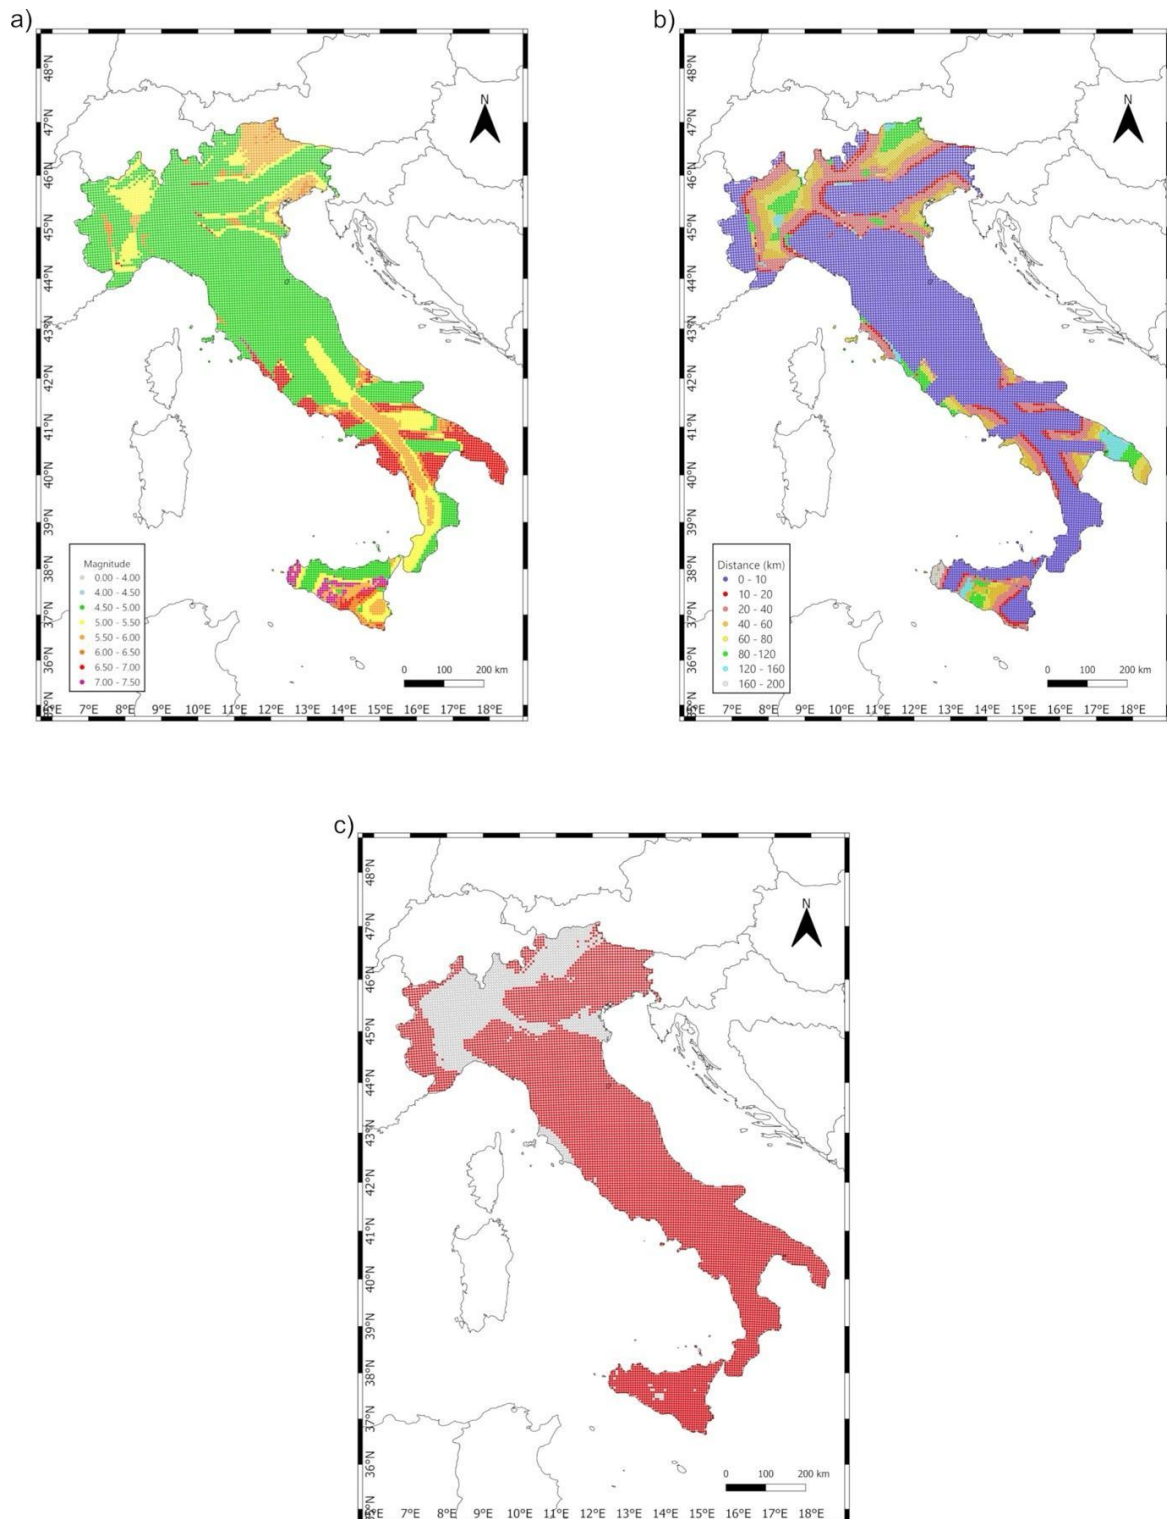 a)
N
48°N
47°N
46°N
45°N
44°N
43°N
42°N
41°N
40°N
39°N
38°N
37°N
36°N
Magnitude
0.00 - 4.00
4.00 - 4.50
4.50 - 5.00
5.00 - 5.50
5.50 - 6.00
6.00 - 6.50
6.50 - 7.00
7.00 - 7.50
0 100 200 km
7°E 8°E 9°E 10°E 11°E 12°E 13°E 14°E 15°E 16°E 17°E 18°E
b)
N
48°N
47°N
46°N
45°N
44°N
43°N
42°N
41°N
40°N
39°N
38°N
37°N
36°N
Distance (km)
0 - 10
10 - 20
20 - 40
40 - 60
60 - 80
80 -120
120 - 160
160 - 200
0 100 200 km
7°E 8°E 9°E 10°E 11°E 12°E 13°E 14°E 15°E 16°E 17°E 18°E
c)
N
48°N
47°N
46°N
45°N
44°N
43°N
42°N
41°N
40°N
39°N
38°N
37°N
36°N
0 100 200 km
7°E 8°E 9°E 10°E 11°E 12°E 13°E 14°E 15°E 16°E 17°E 18°E